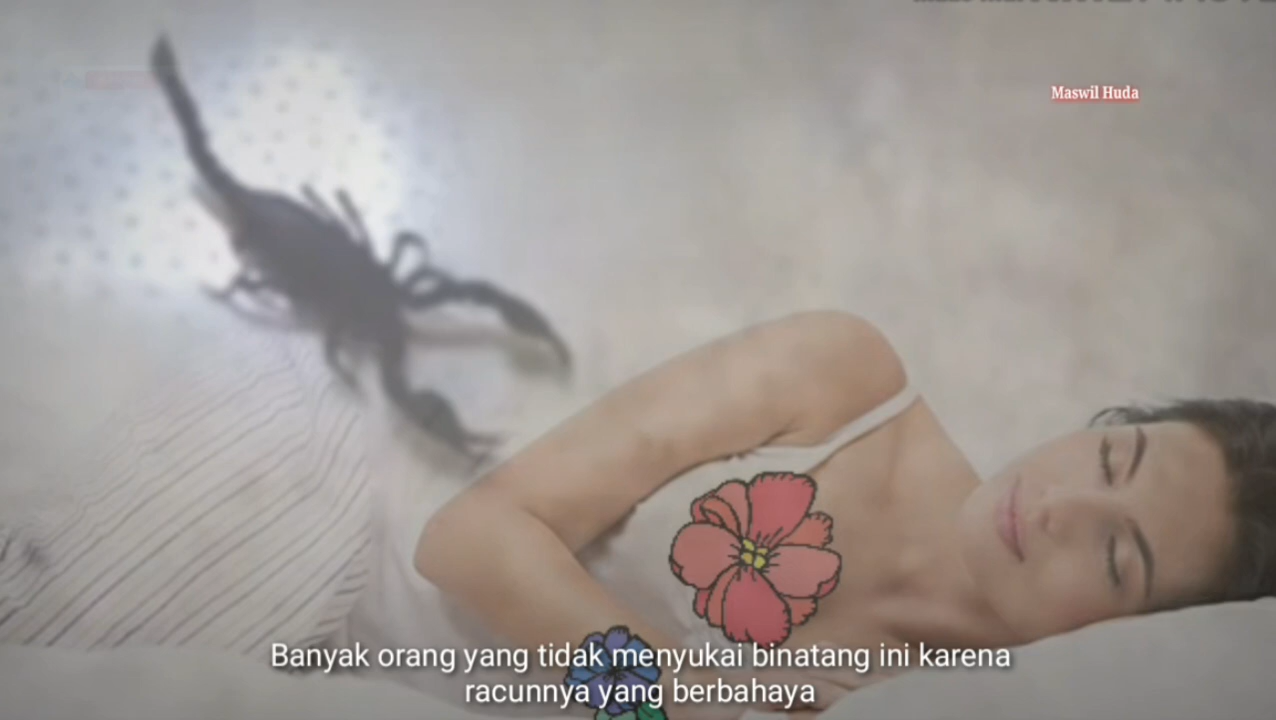 Maswil Huda
Banyak orang yang tidak menyukai binatang ini karena
racunnya yang berbahaya